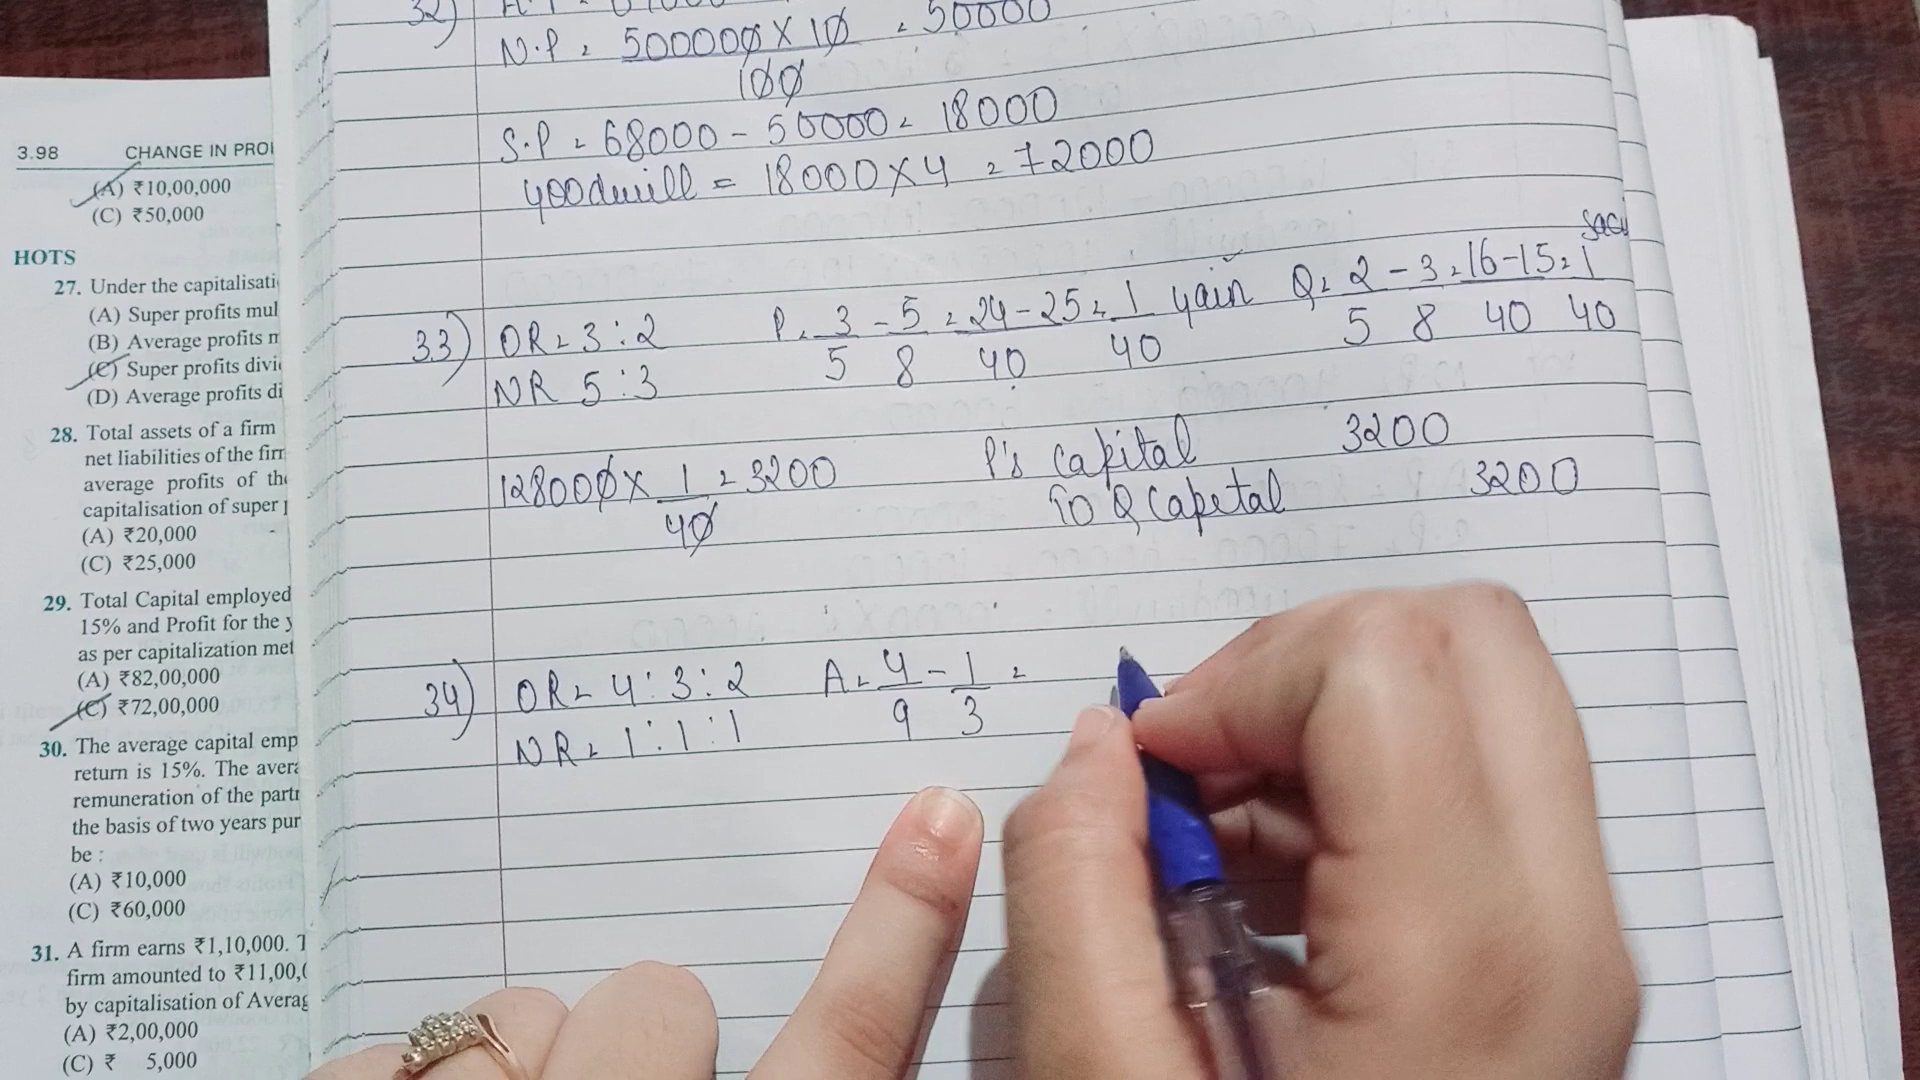 3.98 CHANGE IN PRO
(A) ₹10,00,000
(C) ₹50,000
HOTS
27. Under the capitalisati
(A) Super profits mul
(B) Average profits
(C) Super profits divi
(D) Average profits di
28. Total assets of a firm
net liabilities of the firm
average profits of the
capitalisation of super
(A) ₹20,000
(C) ₹25,000
29. Total Capital employed
15% and Profit for the y
as per capitalization met
(A) ₹82,00,000
(C) ₹72,00,000
30. The average capital emp
return is 15%. The avera
remuneration of the partn
the basis of two years pur
be :
(A) ₹10,000
(C) ₹60,000
31. A firm earns ₹1,10,000. T
firm amounted to ₹11,00,0
by capitalisation of Averag
(A) ₹2,00,000
(C) ₹ 5,000
32)
N.P = 500000 X 10 = 50000
100
S.P = 68000 - 50000 = 18000
Goodwill = 18000 X 4 = 72000
33) OR = 3 : 2 P = 3/5 - 5/8 = 24-25/40 = 1/40 gain Q = 2/5 - 3/8 = 16-15/40 = 1/40 Saci
NR 5 : 3
128000 X 1/40 = 3200 P's Capital 3200
To Q Capital 3200
34) OR = 4 : 3 : 2 A = 4/9 - 1/3 =
NR = 1 : 1 : 1